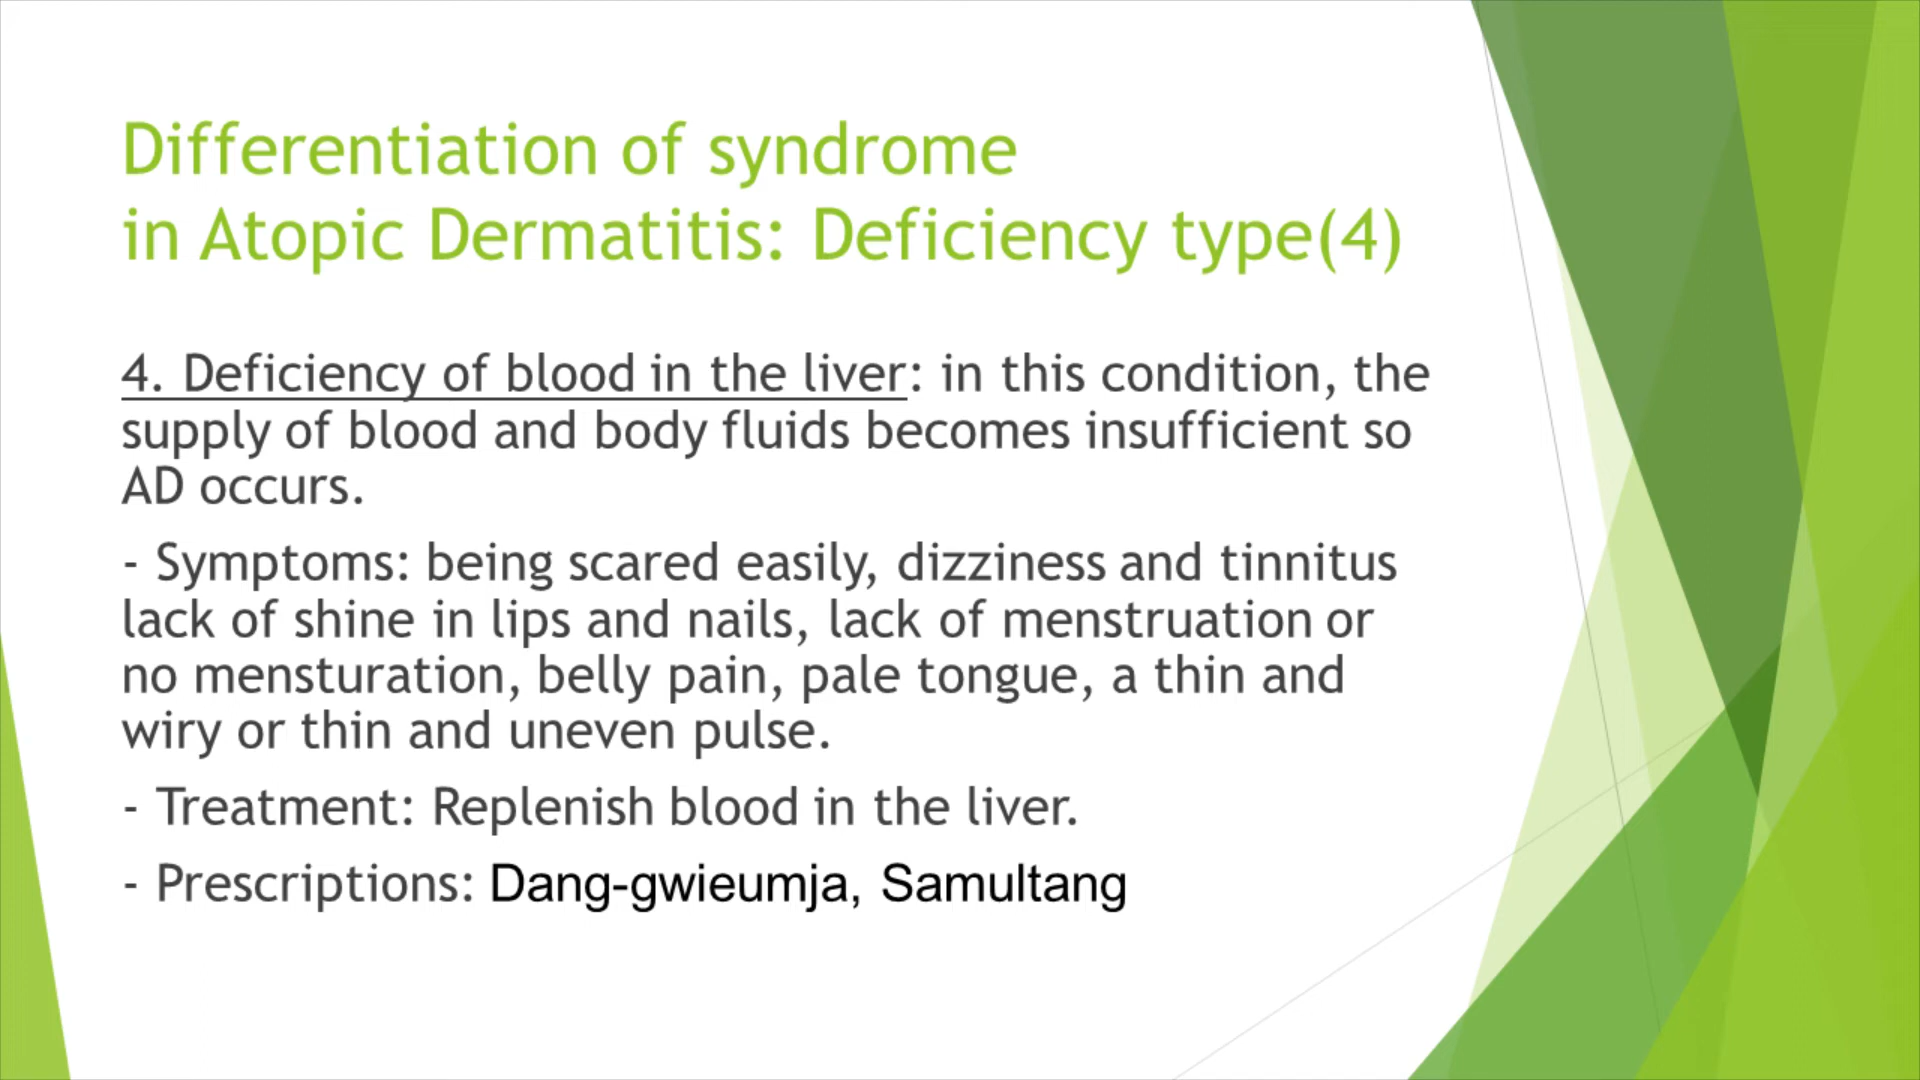 Differentiation of syndrome
in Atopic Dermatitis: Deficiency type(4)
4. Deficiency of blood in the liver: in this condition, the
supply of blood and body fluids becomes insufficient so
AD occurs.
- Symptoms: being scared easily, dizziness and tinnitus
lack of shine in lips and nails, lack of menstruation or
no mensturation, belly pain, pale tongue, a thin and
wiry or thin and uneven pulse.
- Treatment: Replenish blood in the liver.
- Prescriptions: Dang-gwieumja, Samultang